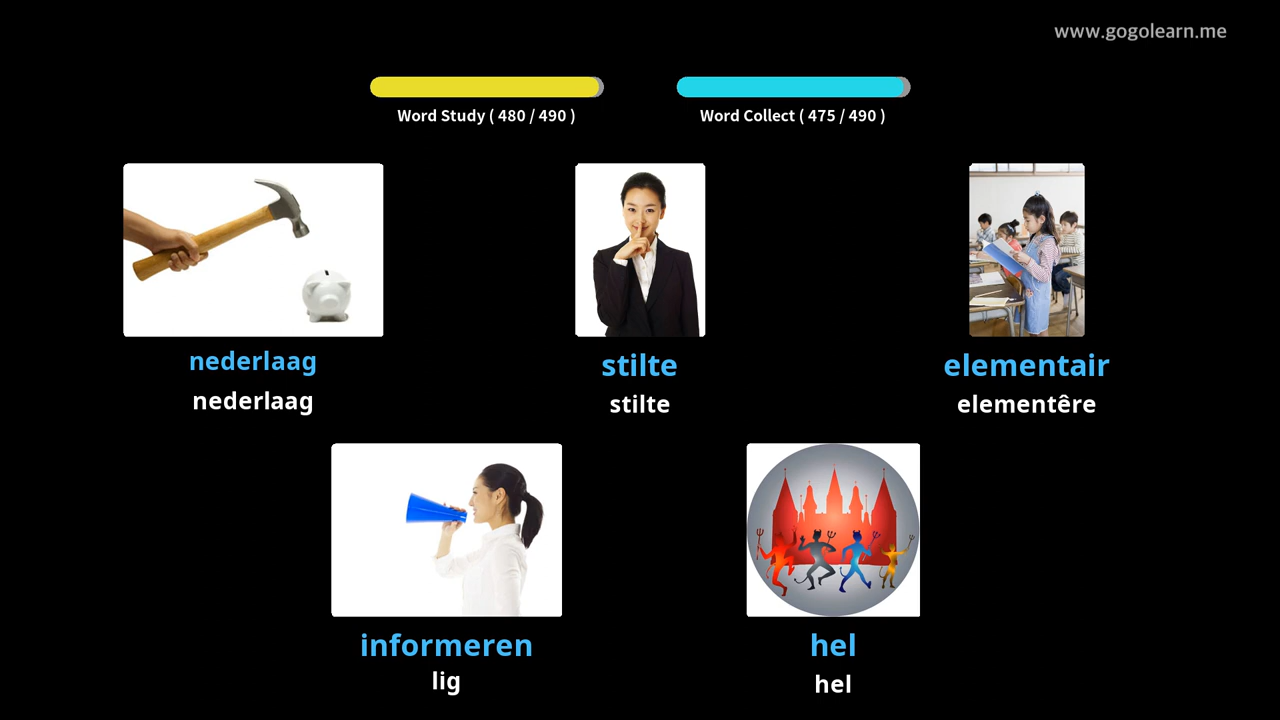 www.gogolearn.me
Word Study ( 480 / 490 )
Word Collect ( 475 / 490 )
nederlaag
nederlaag
stilte
stilte
elementair
elementêre
informeren
lig
hel
hel